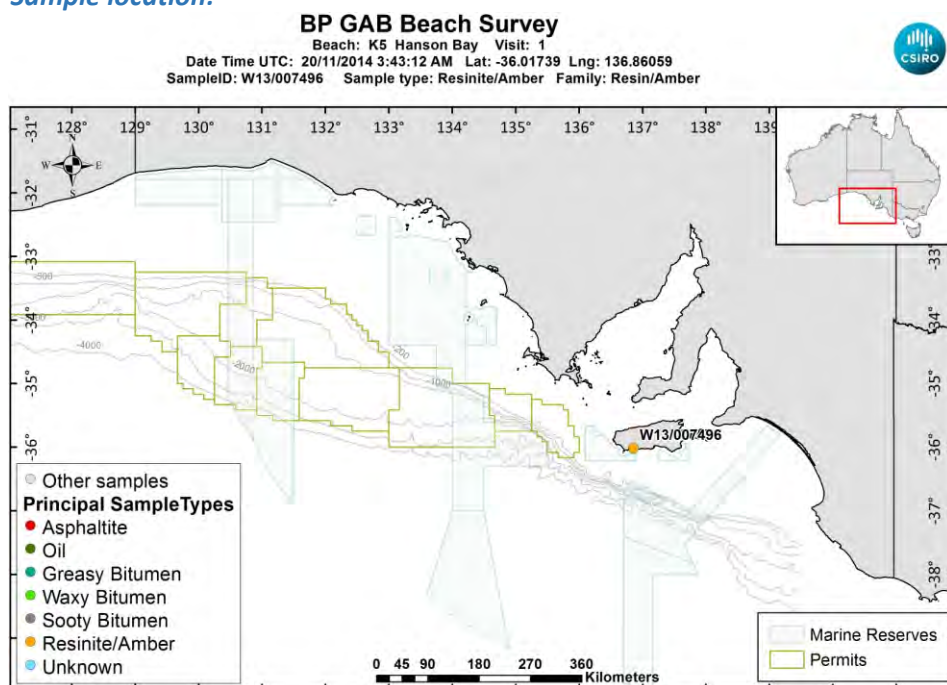 Sample location:
BP GAB Beach Survey
Beach: K5 Hanson Bay Visit: 1
Date Time UTC: 20/11/2014 3:43:12 AM Lat: -36.01739 Lng: 136.86059
SampleID: W13/007496 Sample type: Resinite/Amber Family: Resin/Amber
CSIRO
128° 129° 130° 131° 132° 133° 134° 135° 136° 137° 138° 139
-31°
-32°
-33°
-34°
-35°
-36°
-37°
-38°
-31°
-32°
-33°
-34°
-35°
-36°
-37°
-38°
N
W E
S
-4000
-2000
-200
-1000
W13/007496
Other samples
Principal SampleTypes
Asphaltite
Oil
Greasy Bitumen
Waxy Bitumen
Sooty Bitumen
Resinite/Amber
Unknown
0 45 90 180 270 360
Kilometers
Marine Reserves
Permits